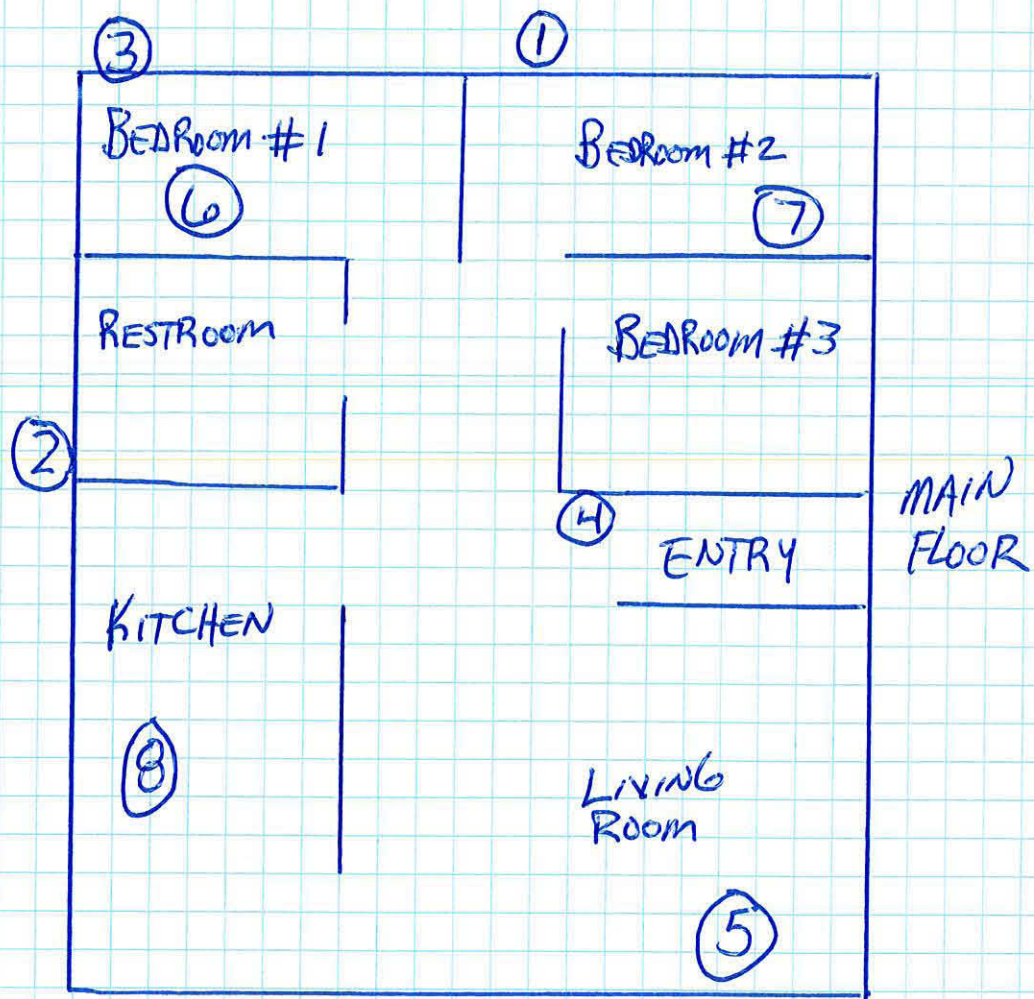 3
1
BEDROOM #1
BEDROOM #2
6
7
RESTROOM
BEDROOM #3
2
4
MAIN
FLOOR
ENTRY
KITCHEN
8
LIVING
ROOM
5